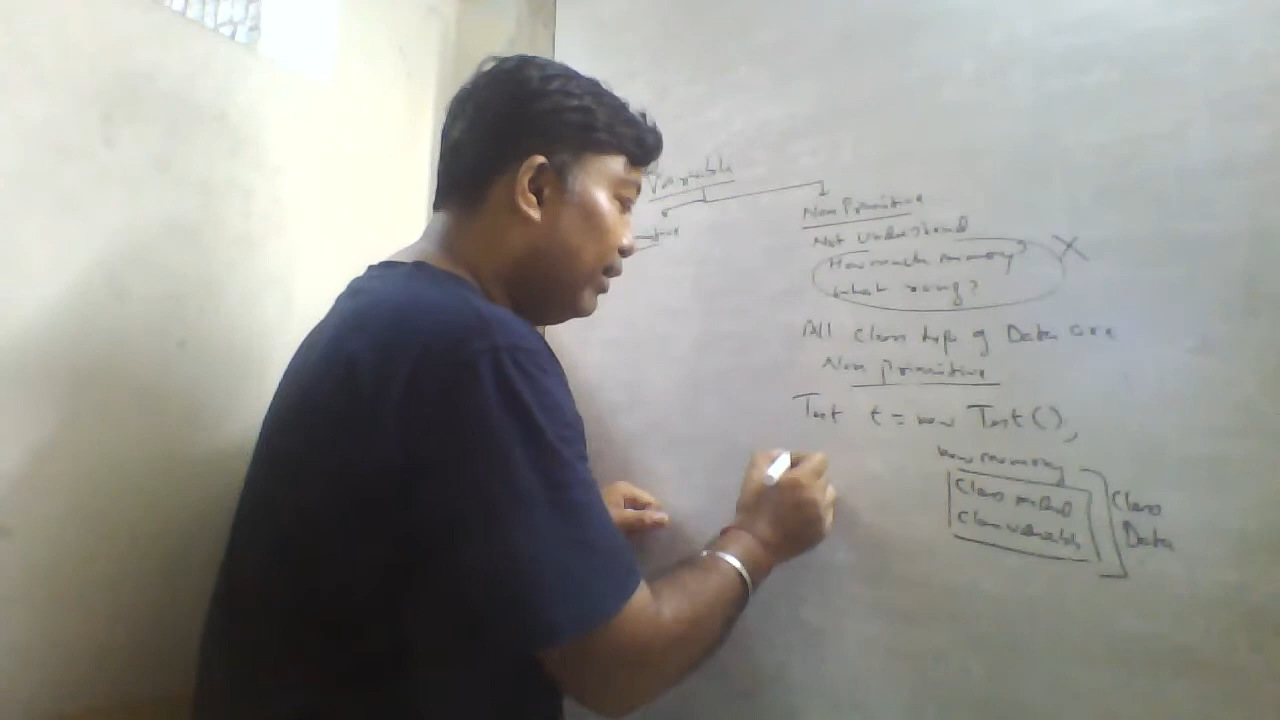 Variable
Non Primitive
Not Understand
How much memory
what rang?
X
All Class type of Data are
Non primitive
Test t = new Test();
new memory
Class method
Class variable
Class
Data